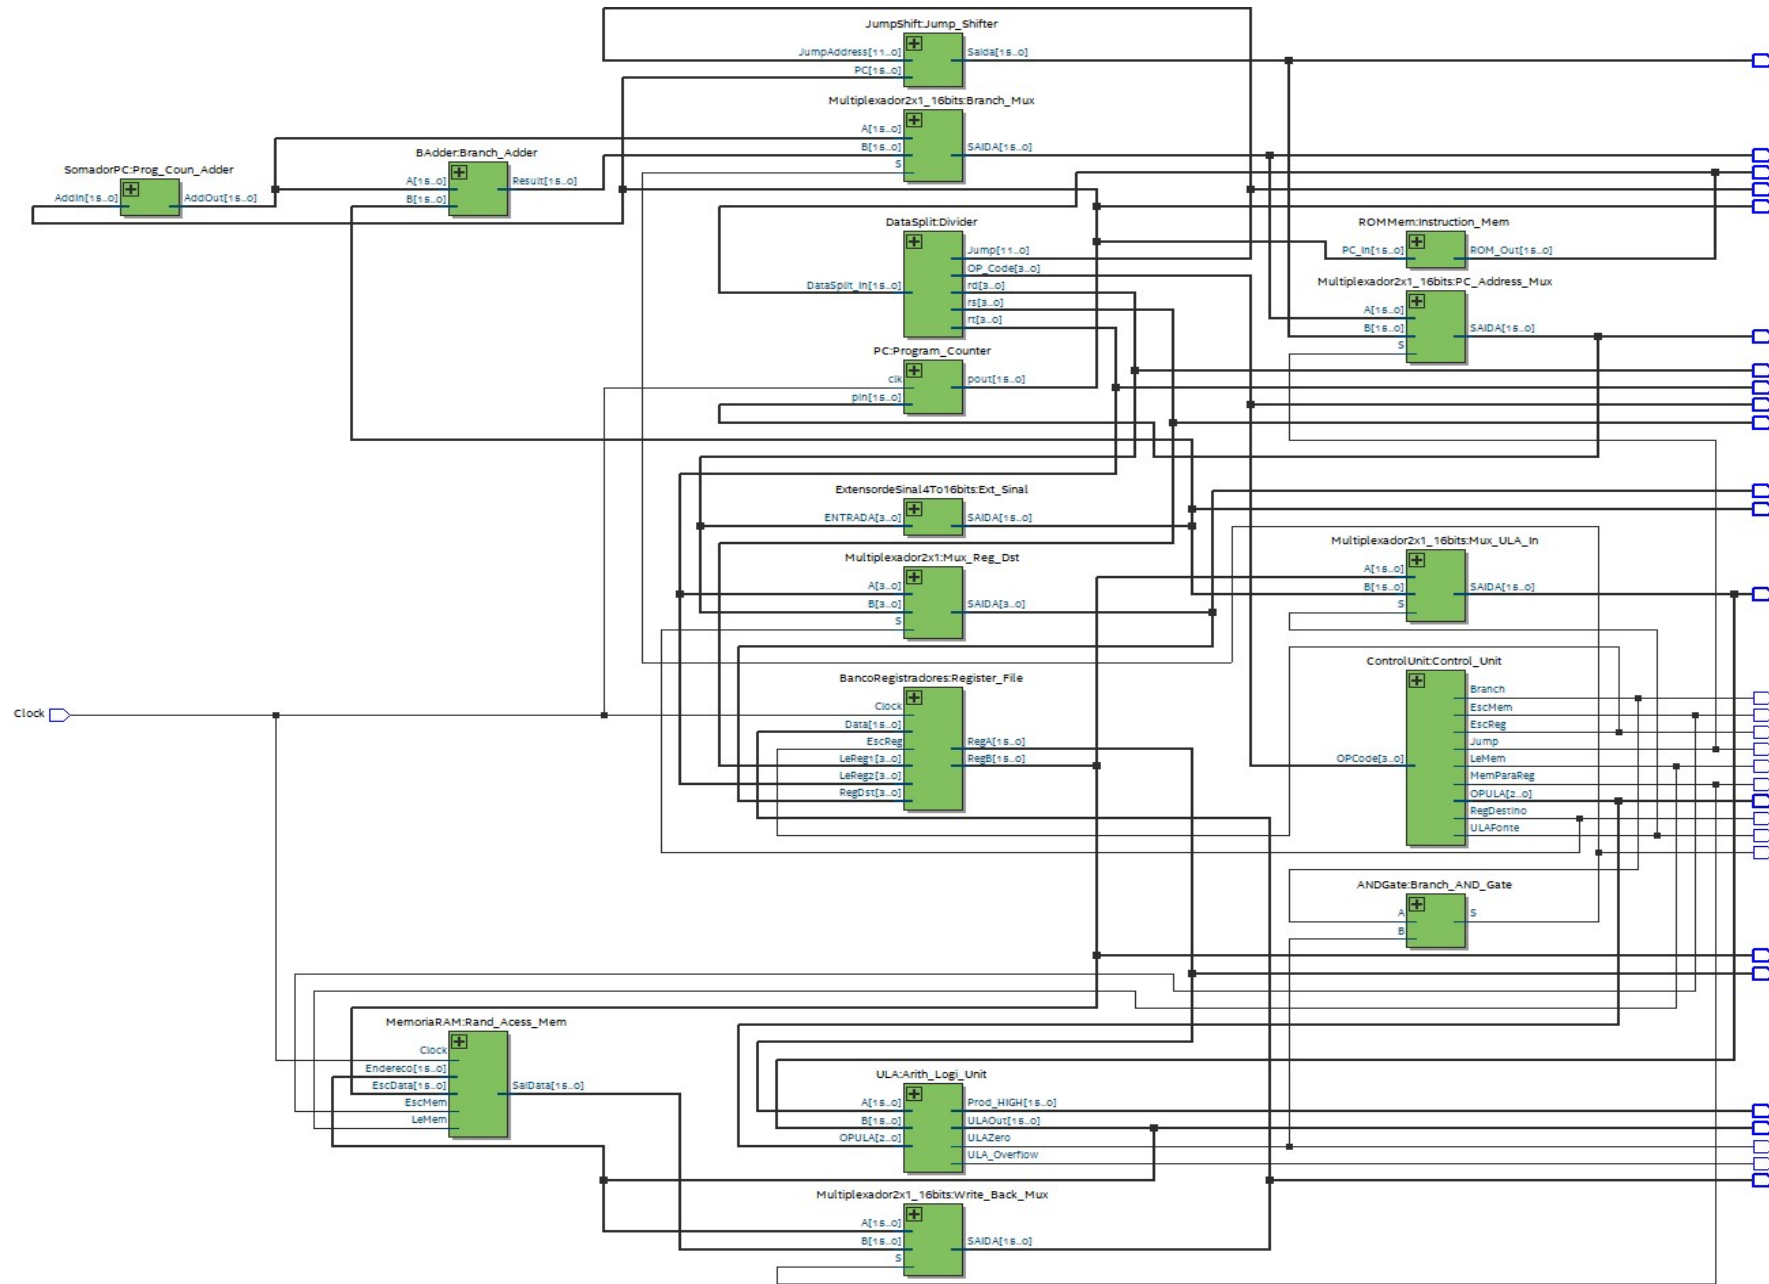 JumpShift:Jump_Shifter
JumpAddress[11..0]
PC[15..0]
Saida[15..0]
Multiplexador2x1_16bits:Branch_Mux
A[15..0]
B[15..0]
S
SAIDA[15..0]
SomadorPC:Prog_Coun_Adder
AddIn[15..0]
AddOut[15..0]
BAdder:Branch_Adder
A[15..0]
B[15..0]
Result[15..0]
DataSplit:Divider
DataSplit_In[15..0]
Jump[11..0]
OP_Code[3..0]
rd[3..0]
rs[3..0]
rt[3..0]
ROMMem:Instruction_Mem
PC_In[15..0]
ROM_Out[15..0]
Multiplexador2x1_16bits:PC_Address_Mux
A[15..0]
B[15..0]
S
SAIDA[15..0]
PC:Program_Counter
clk
pin[15..0]
pout[15..0]
ExtensordeSinal4To16bits:Ext_Sinal
ENTRADA[3..0]
SAIDA[15..0]
Multiplexador2x1:Mux_Reg_Dst
A[3..0]
B[3..0]
S
SAIDA[3..0]
Multiplexador2x1_16bits:Mux_ULA_In
A[15..0]
B[15..0]
S
SAIDA[15..0]
Clock
BancoRegistradores:Register_File
Clock
Data[15..0]
EscReg
LeReg1[3..0]
LeReg2[3..0]
RegDst[3..0]
RegA[15..0]
RegB[15..0]
ControlUnit:Control_Unit
OPCode[3..0]
Branch
EscMem
EscReg
Jump
LeMem
MemParaReg
OPULA[2..0]
RegDestino
ULAFonte
ANDGate:Branch_AND_Gate
A
B
S
MemoriaRAM:Rand_Acess_Mem
Clock
Endereco[15..0]
EscData[15..0]
EscMem
LeMem
SaiData[15..0]
ULA:Arith_Logi_Unit
A[15..0]
B[15..0]
OPULA[2..0]
Prod_HIGH[15..0]
ULAOut[15..0]
ULAZero
ULA_Overflow
Multiplexador2x1_16bits:Write_Back_Mux
A[15..0]
B[15..0]
S
SAIDA[15..0]